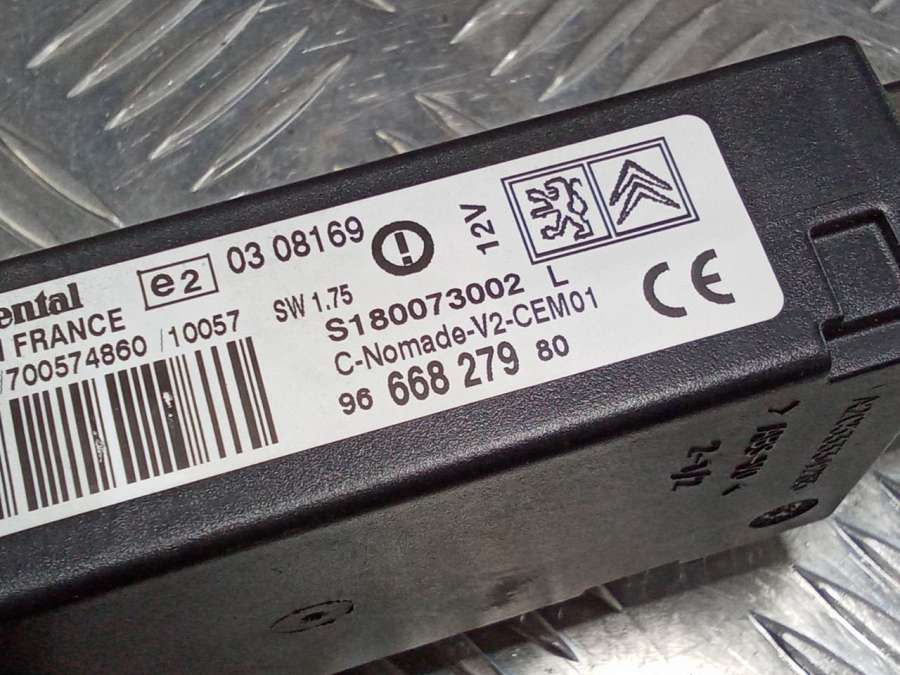 ental
FRANCE
/700574860 /10057
e2
03 08169
SW 1.75
12V
S180073002 L
C-Nomade-V2-CEM01
96 668 279 80
CE